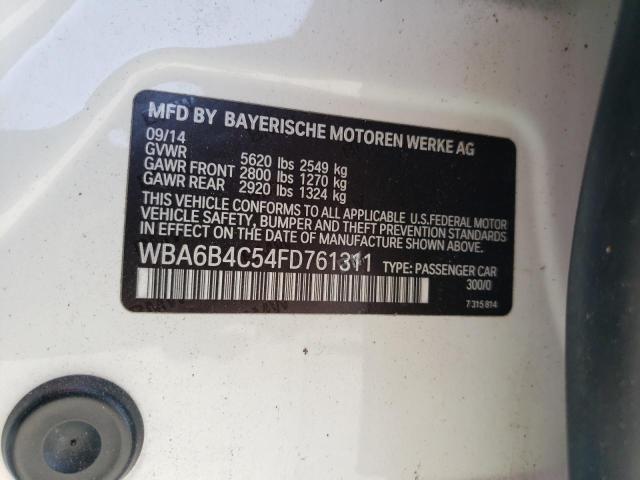 MFD BY BAYERISCHE MOTOREN WERKE AG
09/14
GVWR 5620 lbs 2549 kg
GAWR FRONT 2800 lbs 1270 kg
GAWR REAR 2920 lbs 1324 kg
THIS VEHICLE CONFORMS TO ALL APPLICABLE U.S.FEDERAL MOTOR
VEHICLE SAFETY, BUMPER AND THEFT PREVENTION STANDARDS
IN EFFECT ON THE DATE OF MANUFACTURE SHOWN ABOVE.
WBA6B4C54FD761311 TYPE: PASSENGER CAR
300/0
7 315 814